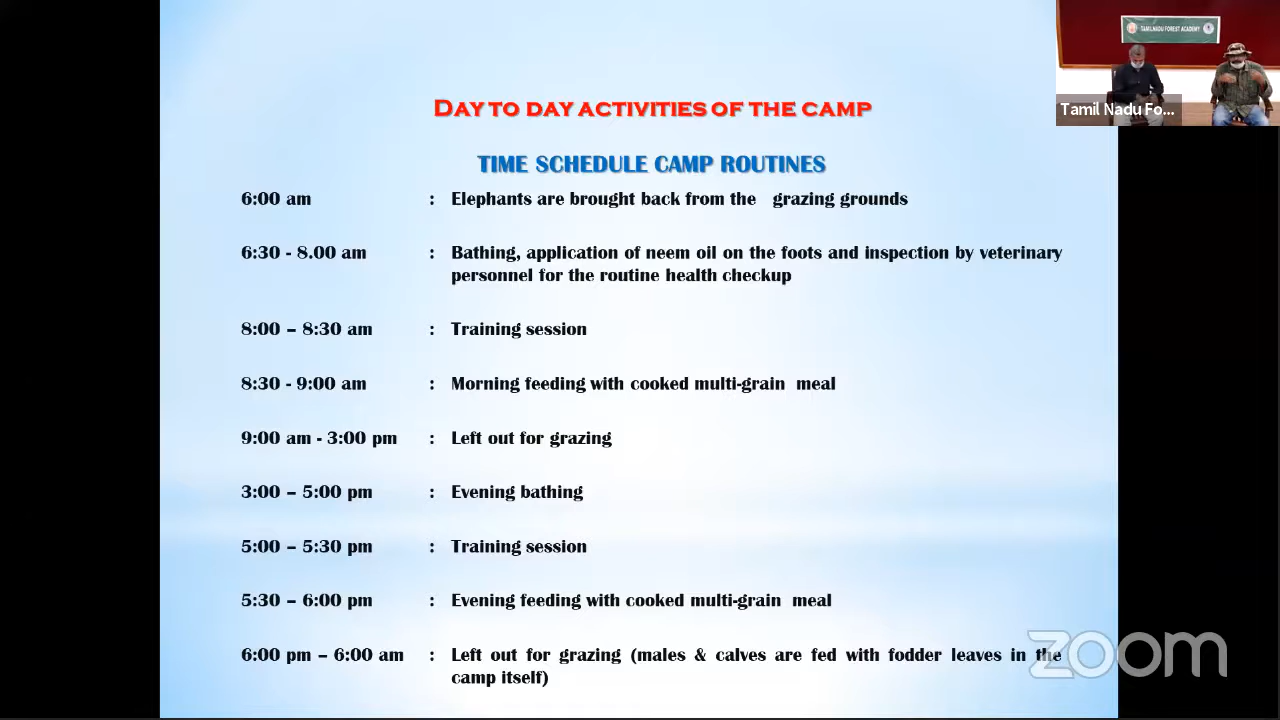 TAMILNADU FOREST ACADEMY
Tamil Nadu Fo...
DAY TO DAY ACTIVITIES OF THE CAMP
TIME SCHEDULE CAMP ROUTINES
6:00 am : Elephants are brought back from the grazing grounds
6:30 - 8.00 am : Bathing, application of neem oil on the foots and inspection by veterinary
personnel for the routine health checkup
8:00 – 8:30 am : Training session
8:30 - 9:00 am : Morning feeding with cooked multi-grain meal
9:00 am - 3:00 pm : Left out for grazing
3:00 – 5:00 pm : Evening bathing
5:00 – 5:30 pm : Training session
5:30 – 6:00 pm : Evening feeding with cooked multi-grain meal
6:00 pm – 6:00 am : Left out for grazing (males & calves are fed with fodder leaves in the
camp itself)
zoom